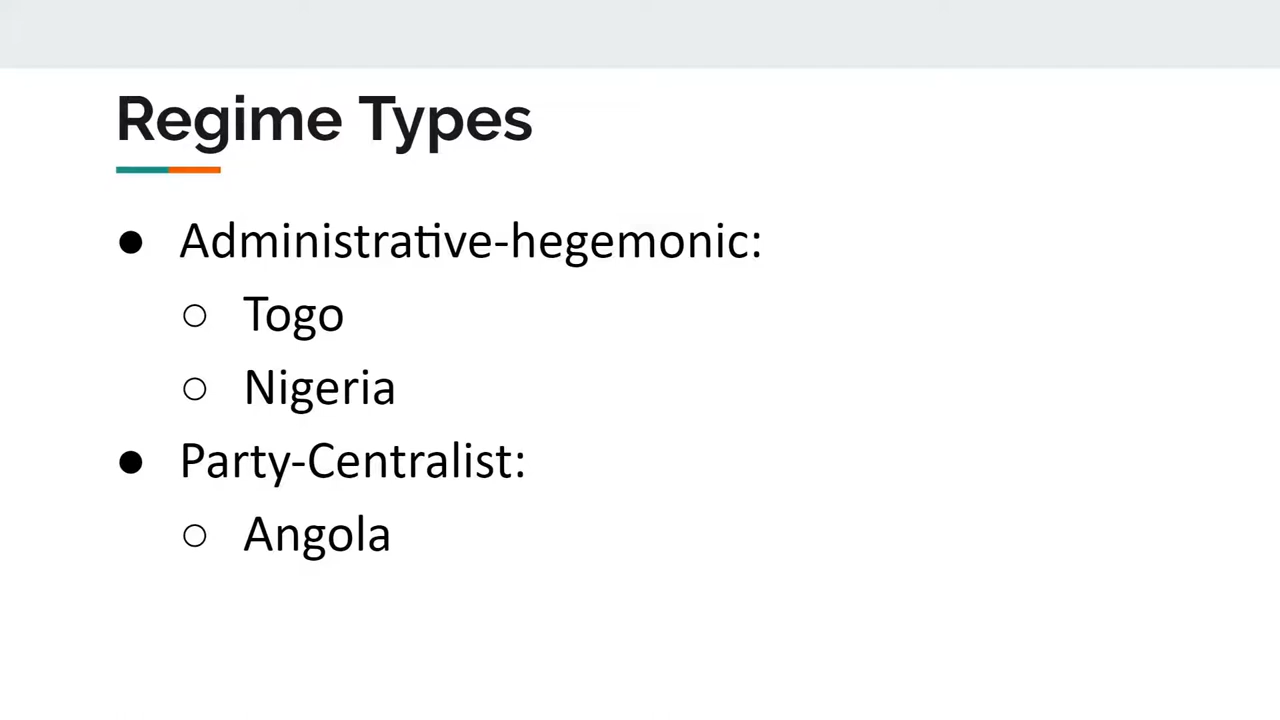 Regime Types
● Administrative-hegemonic:
○ Togo
○ Nigeria
● Party-Centralist:
○ Angola